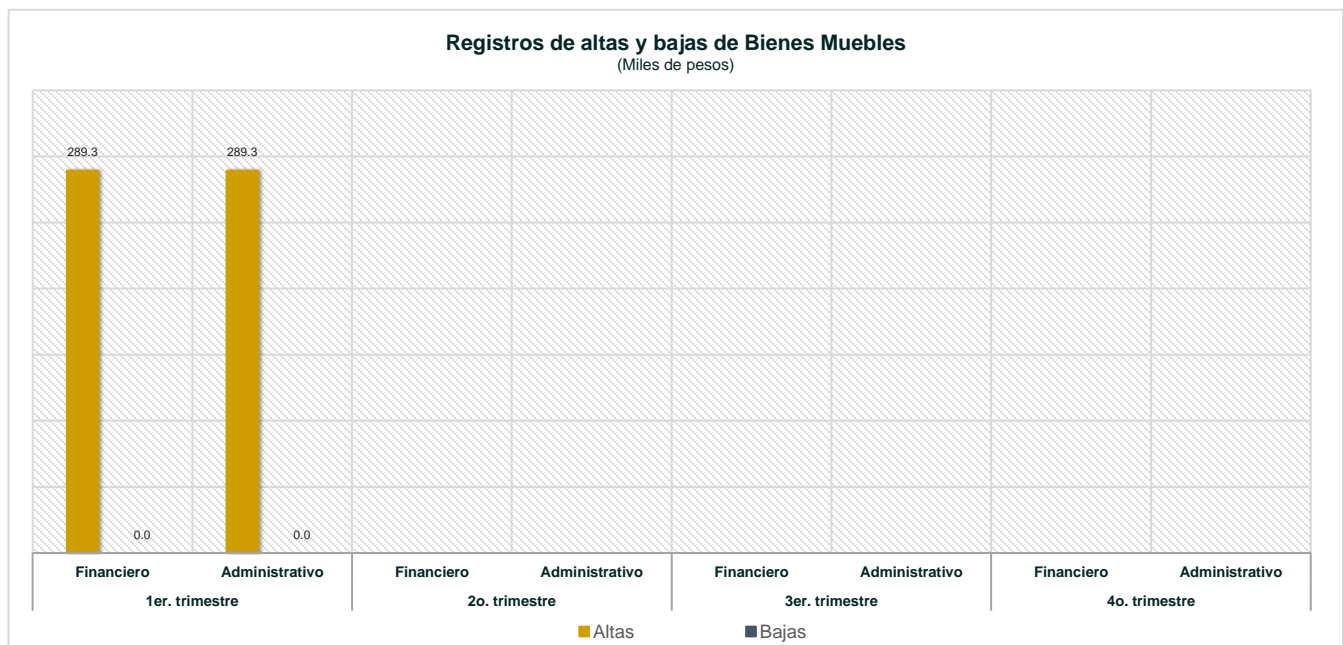 Registros de altas y bajas de Bienes Muebles
(Miles de pesos)
289.3 289.3
0.0 0.0
Financiero Administrativo Financiero Administrativo Financiero Administrativo Financiero Administrativo
1er. trimestre 2o. trimestre 3er. trimestre 4o. trimestre
Altas Bajas